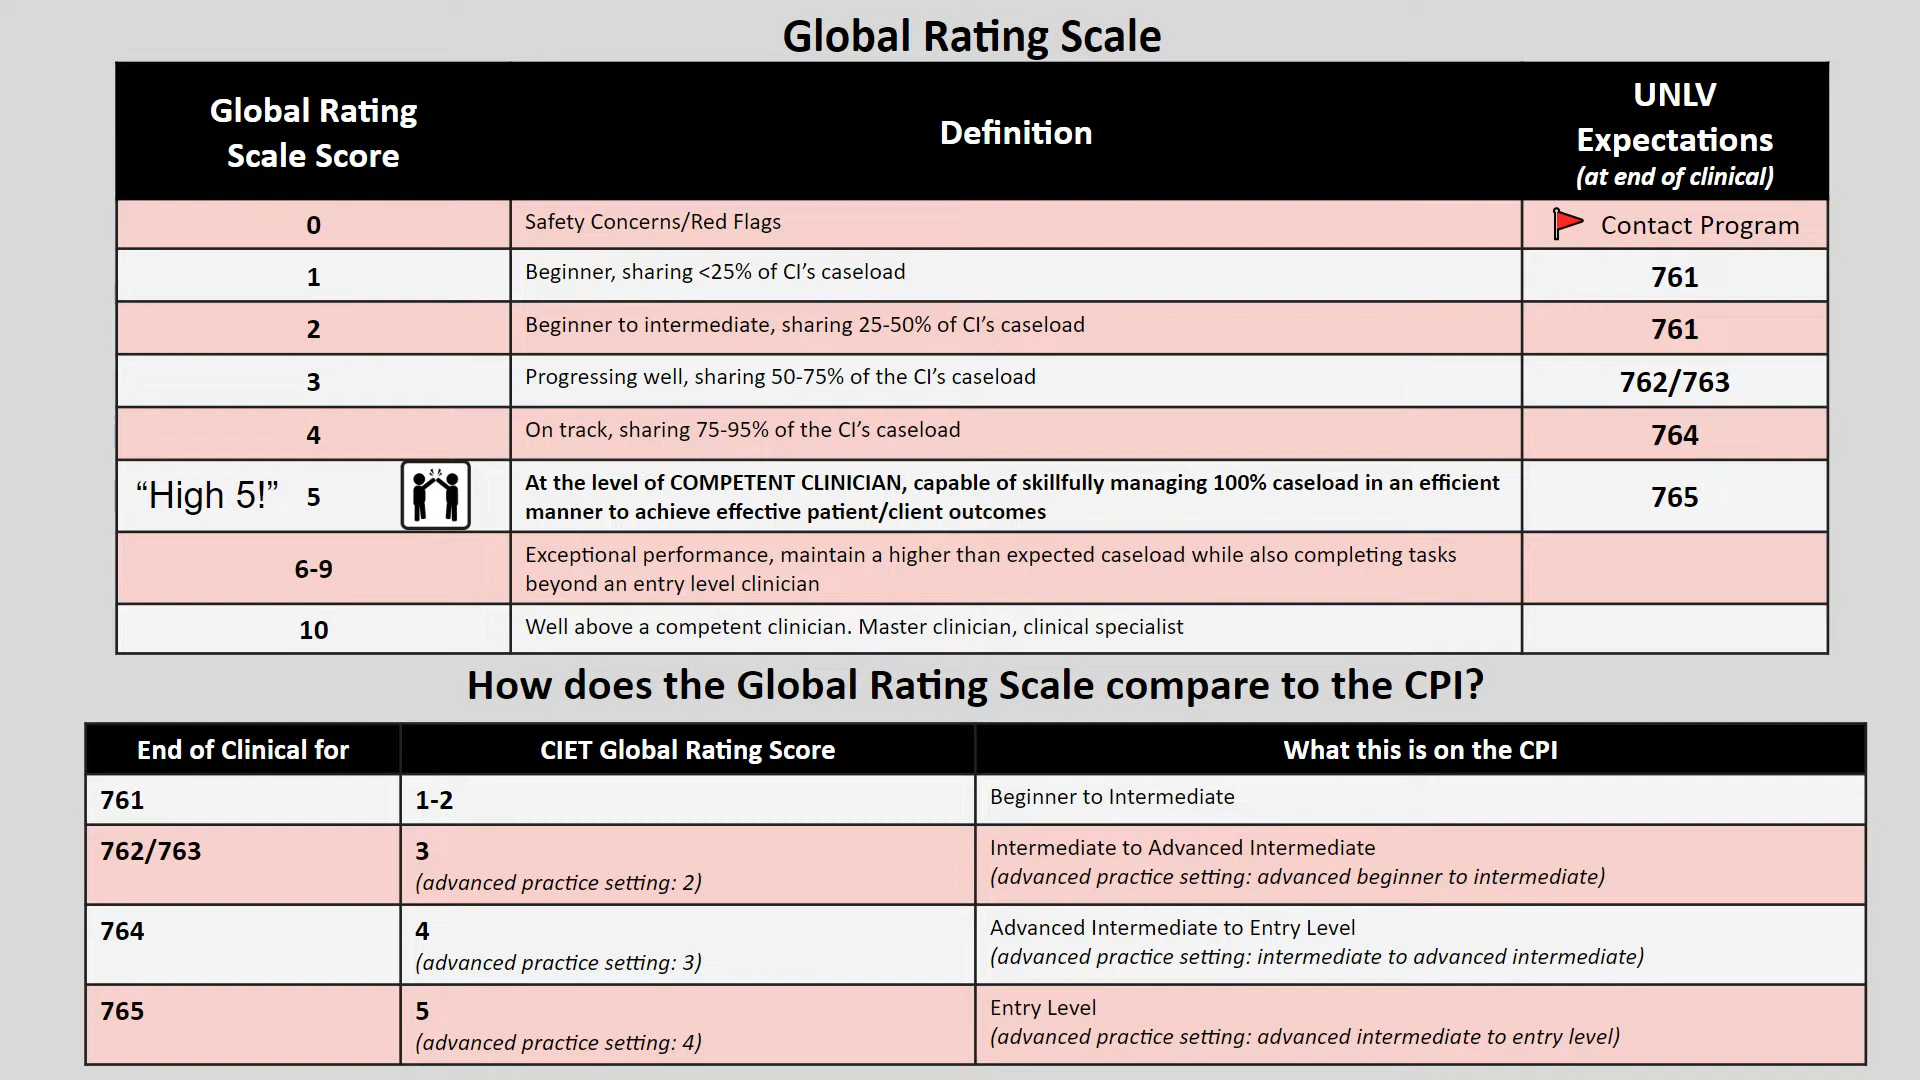 Global Rating Scale
Global Rating
Scale Score
Definition
UNLV
Expectations
(at end of clinical)
0
Safety Concerns/Red Flags
Contact Program
1
Beginner, sharing <25% of CI’s caseload
761
2
Beginner to intermediate, sharing 25-50% of CI’s caseload
761
3
Progressing well, sharing 50-75% of the CI’s caseload
762/763
4
On track, sharing 75-95% of the CI’s caseload
764
“High 5!” 5
At the level of COMPETENT CLINICIAN, capable of skillfully managing 100% caseload in an efficient
manner to achieve effective patient/client outcomes
765
6-9
Exceptional performance, maintain a higher than expected caseload while also completing tasks
beyond an entry level clinician
10
Well above a competent clinician. Master clinician, clinical specialist
How does the Global Rating Scale compare to the CPI?
End of Clinical for
CIET Global Rating Score
What this is on the CPI
761
1-2
Beginner to Intermediate
762/763
3
(advanced practice setting: 2)
Intermediate to Advanced Intermediate
(advanced practice setting: advanced beginner to intermediate)
764
4
(advanced practice setting: 3)
Advanced Intermediate to Entry Level
(advanced practice setting: intermediate to advanced intermediate)
765
5
(advanced practice setting: 4)
Entry Level
(advanced practice setting: advanced intermediate to entry level)